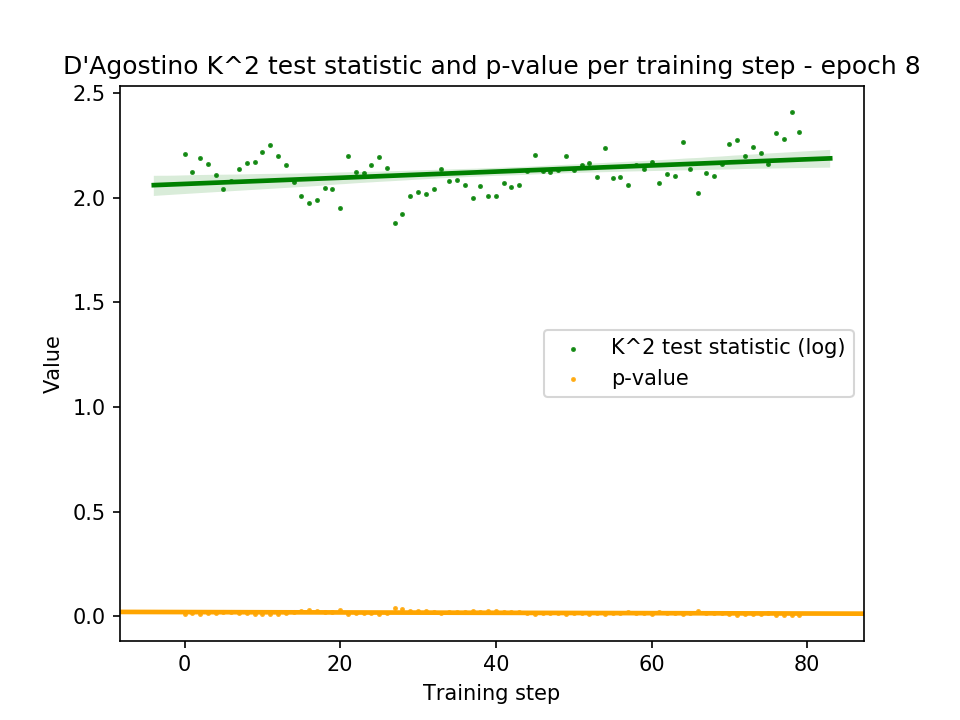 D'Agostino K^2 test statistic and p-value per training step - epoch 8
2.5
2.0
1.5
1.0
0.5
0.0
Value
K^2 test statistic (log)
p-value
0 20 40 60 80
Training step